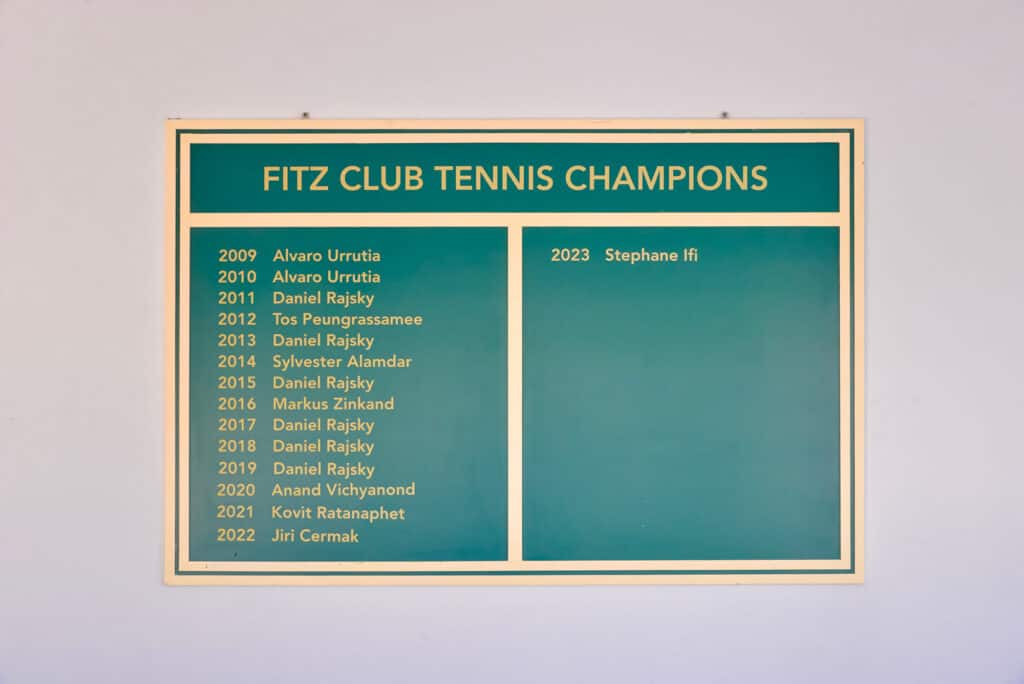 FITZ CLUB TENNIS CHAMPIONS
2009 Alvaro Urrutia
2010 Alvaro Urrutia
2011 Daniel Rajsky
2012 Tos Peungrassamee
2013 Daniel Rajsky
2014 Sylvester Alamdar
2015 Daniel Rajsky
2016 Markus Zinkand
2017 Daniel Rajsky
2018 Daniel Rajsky
2019 Daniel Rajsky
2020 Anand Vichyanond
2021 Kovit Ratanaphet
2022 Jiri Cermak
2023 Stephane Ifi